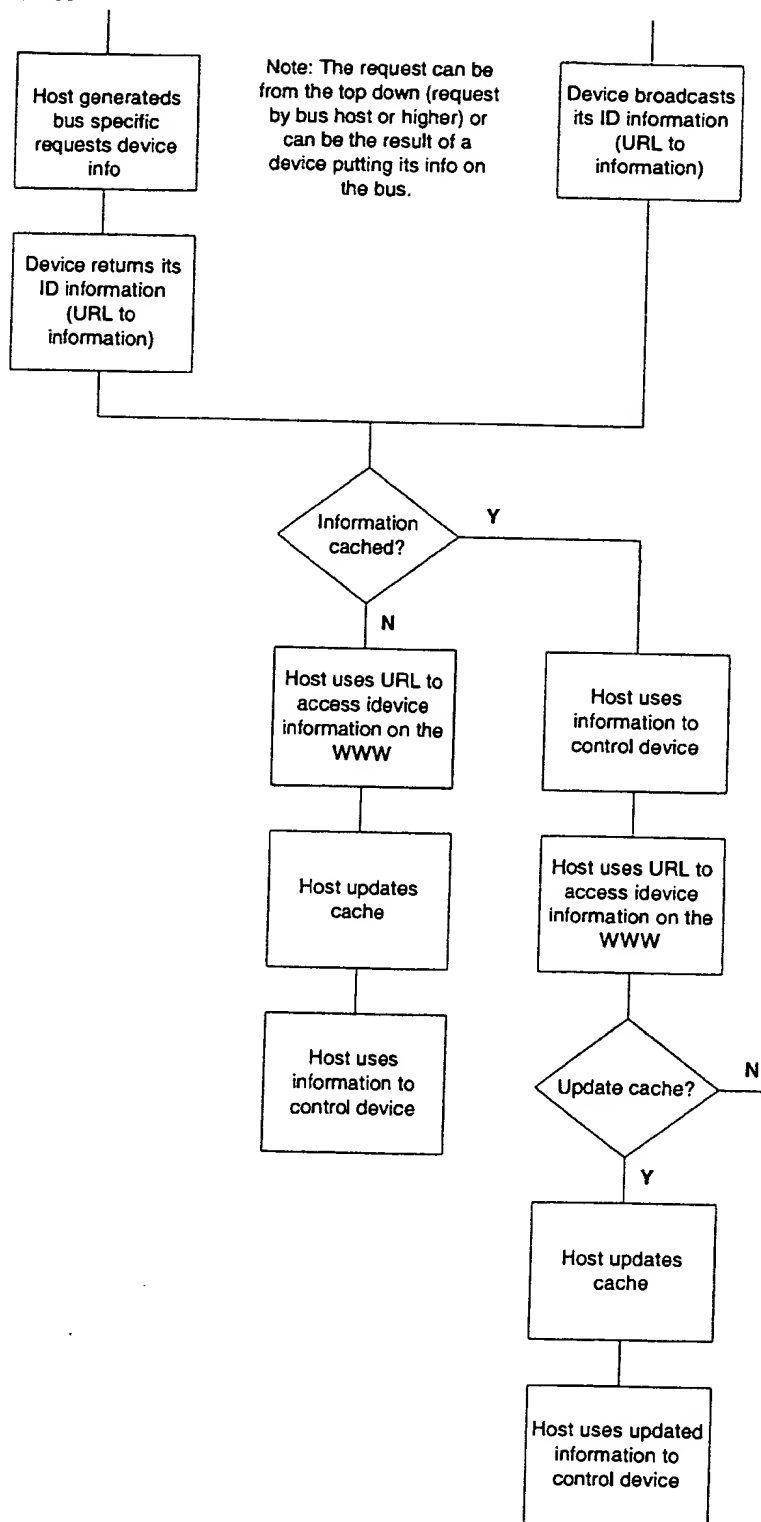 Host generateds
bus specific
requests device
info
Note: The request can be
from the top down (request
by bus host or higher) or
can be the result of a
device putting its info on
the bus.
Device broadcasts
its ID information
(URL to
information)
Device returns its
ID information
(URL to
information)
Information
cached?
Y
N
Host uses URL to
access idevice
information on the
WWW
Host uses
information to
control device
Host updates
cache
Host uses URL to
access idevice
information on the
WWW
Host uses
information to
control device
Update cache?
N
Y
Host updates
cache
Host uses updated
information to
control device